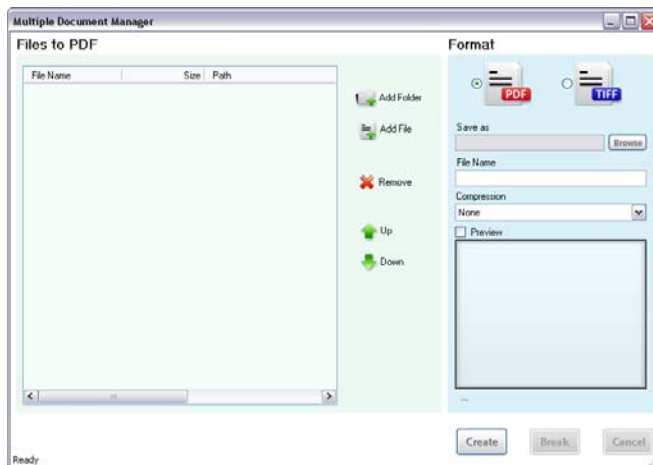 Multiple Document Manager
Files to PDF
File Name Size Path
Add Folder
Add File
Remove
Up
Down
Format
PDF TIFF
Save as
Browse
File Name
Compression
None
Preview
...
Create Break Cancel
Ready